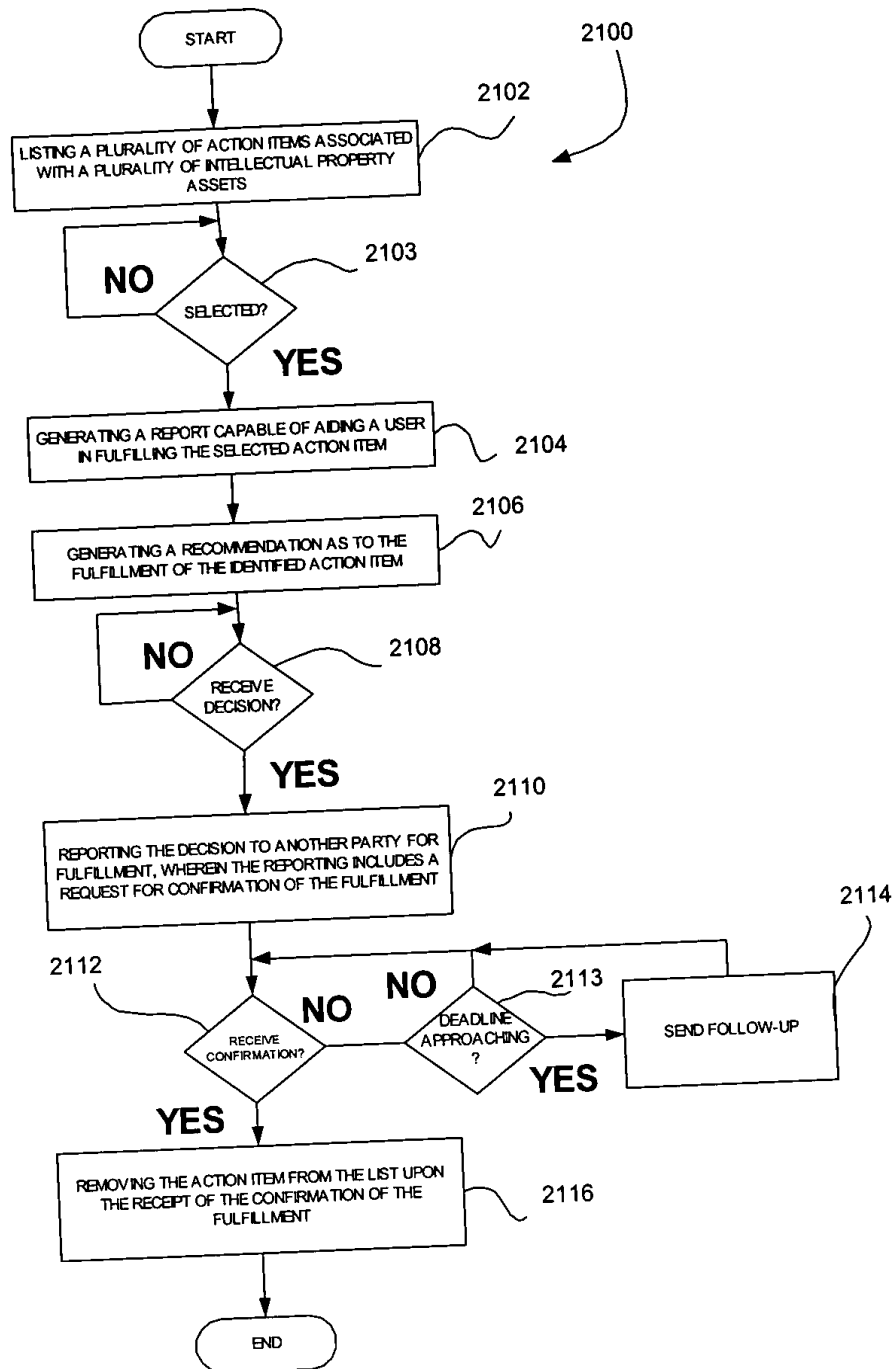 START
2100
2102
LISTING A PLURALITY OF ACTION ITEMS ASSOCIATED
WITH A PLURALITY OF INTELLECTUAL PROPERTY
ASSETS
NO
2103
SELECTED?
YES
GENERATING A REPORT CAPABLE OF AIDING A USER
IN FULFILLING THE SELECTED ACTION ITEM
2104
2106
GENERATING A RECOMMENDATION AS TO THE
FULFILLMENT OF THE IDENTIFIED ACTION ITEM
NO
2108
RECEIVE
DECISION?
YES
2110
REPORTING THE DECISION TO ANOTHER PARTY FOR
FULFILLMENT, WHEREIN THE REPORTING INCLUDES A
REQUEST FOR CONFIRMATION OF THE FULFILLMENT
2114
2112
NO
NO
2113
RECEIVE
CONFIRMATION?
DEADLINE
APPROACHING
?
SEND FOLLOW-UP
YES
YES
REMOVING THE ACTION ITEM FROM THE LIST UPON
THE RECEIPT OF THE CONFIRMATION OF THE
FULFILLMENT
2116
END